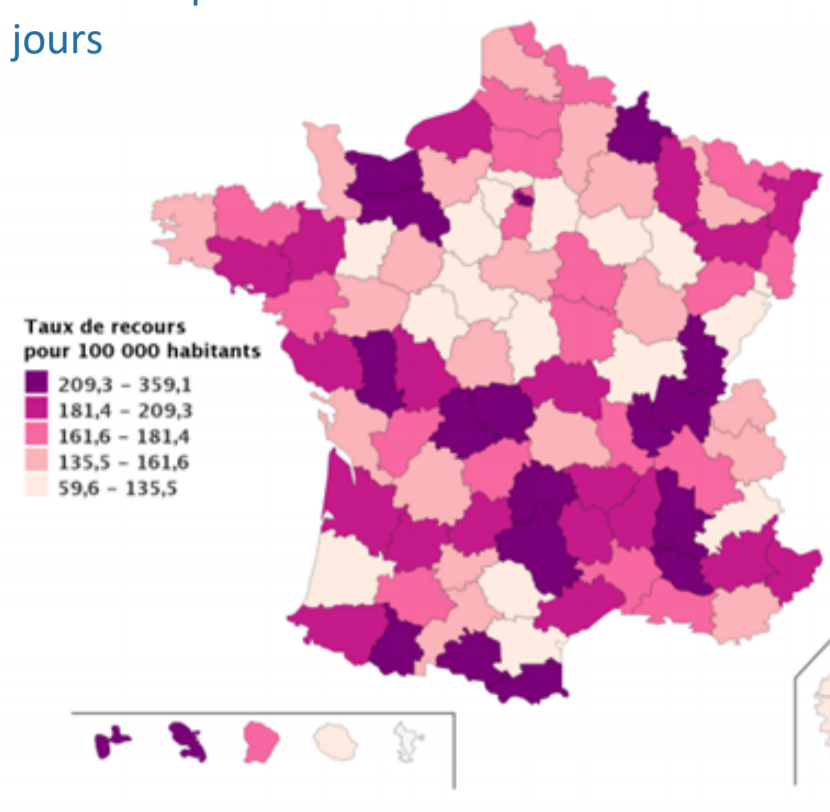 jours
Taux de recours
pour 100 000 habitants
209,3 – 359,1
181,4 – 209,3
161,6 – 181,4
135,5 – 161,6
59,6 – 135,5